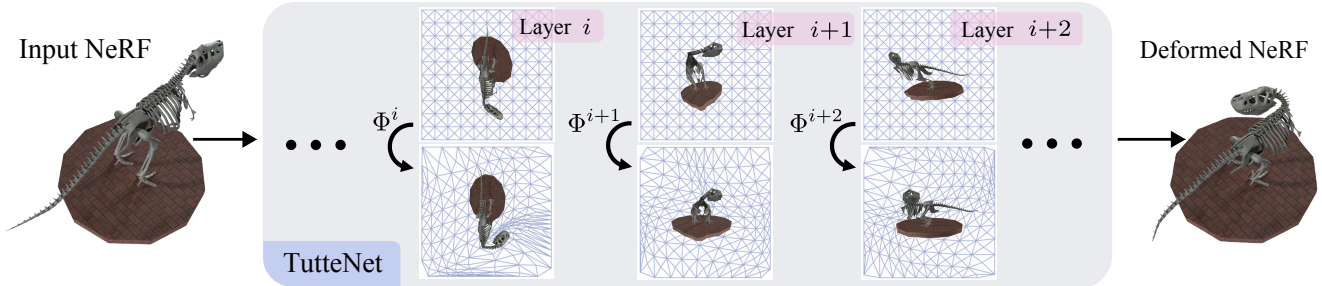 Input NeRF
Layer i
Layer i+1
Layer i+2
Deformed NeRF
Φ^i
Φ^{i+1}
Φ^{i+2}
TutteNet